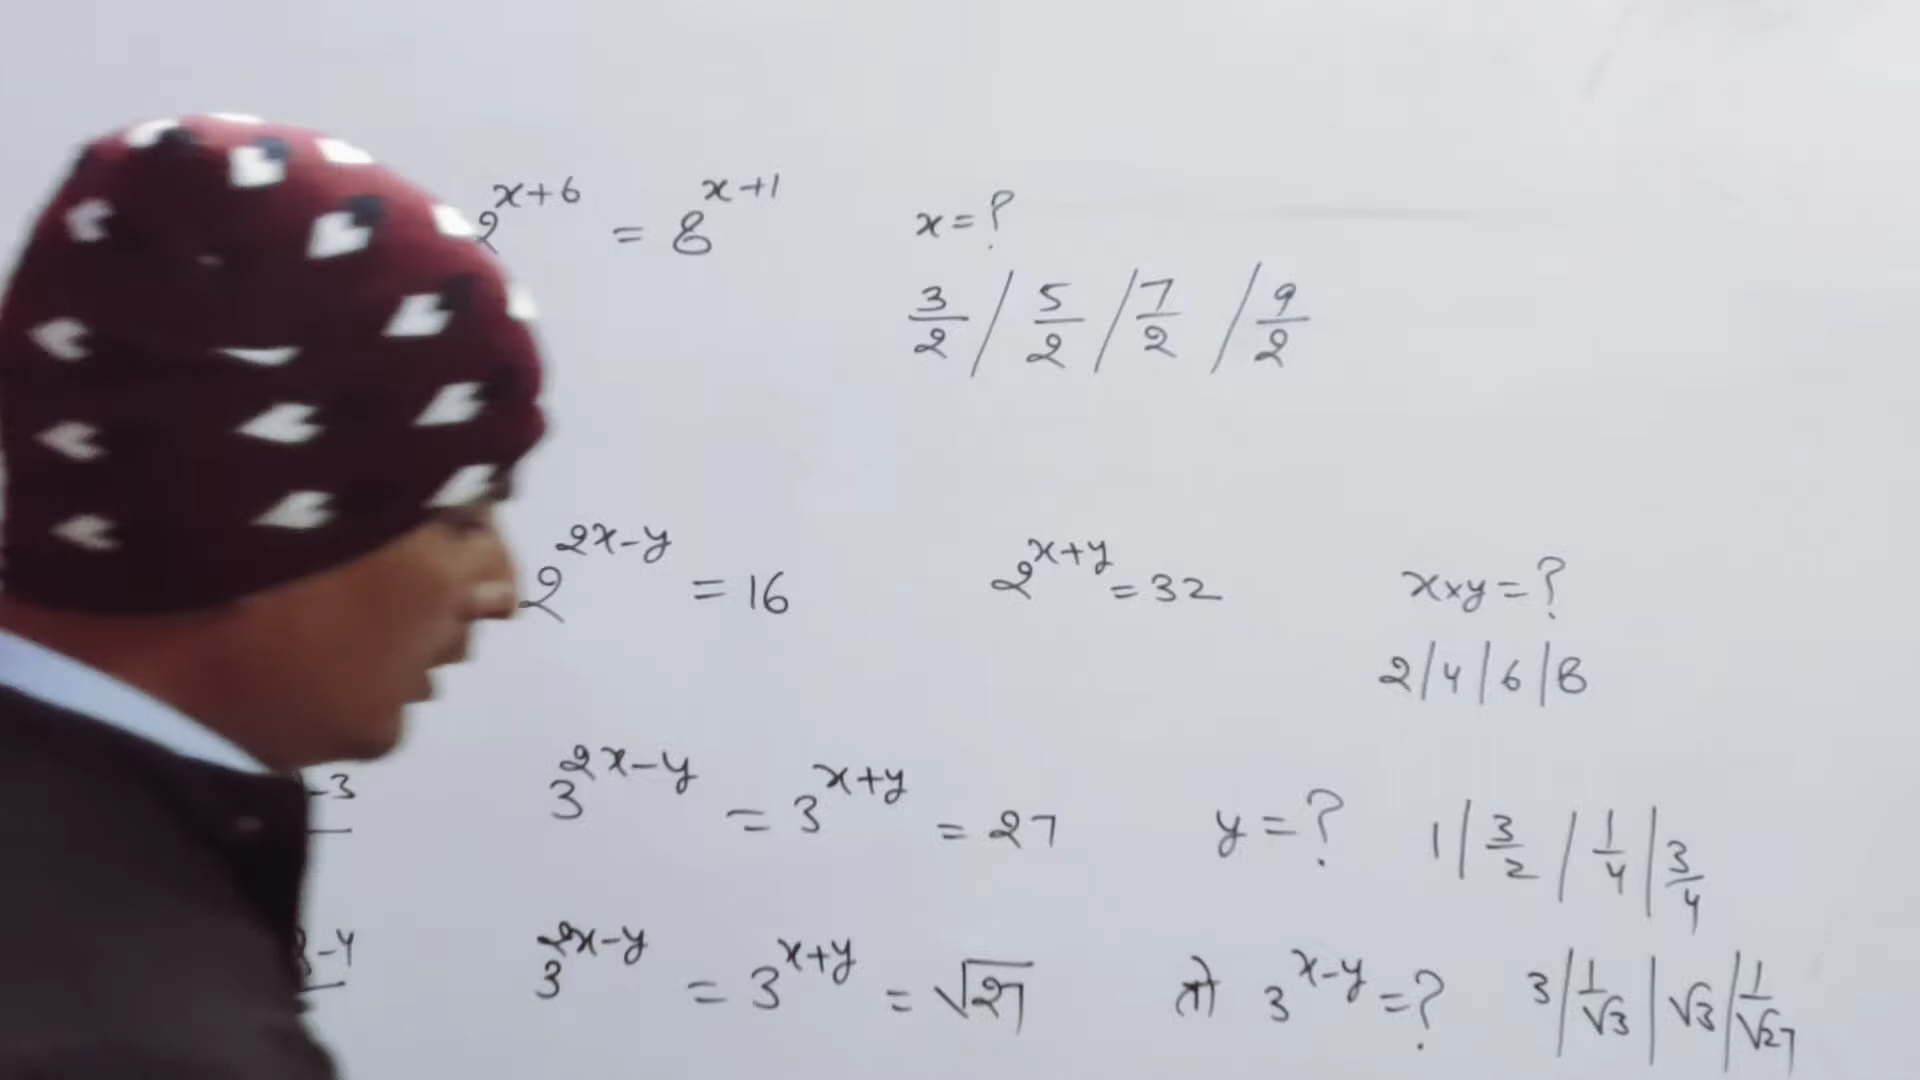 2^{x+6} = 8^{x+1} x = ?
3/2 / 5/2 / 7/2 / 9/2
2^{2x-y} = 16 2^{x+y} = 32 x×y = ?
2 | 4 | 6 | 8
-3 3^{2x-y} = 3^{x+y} = 27 y = ? 1 | 3/2 / 1/4 | 3/4
-4 3^{2x-y} = 3^{x+y} = √27 तो 3^{x-y} = ? 3 | 1/√3 | √3 | 1/√27